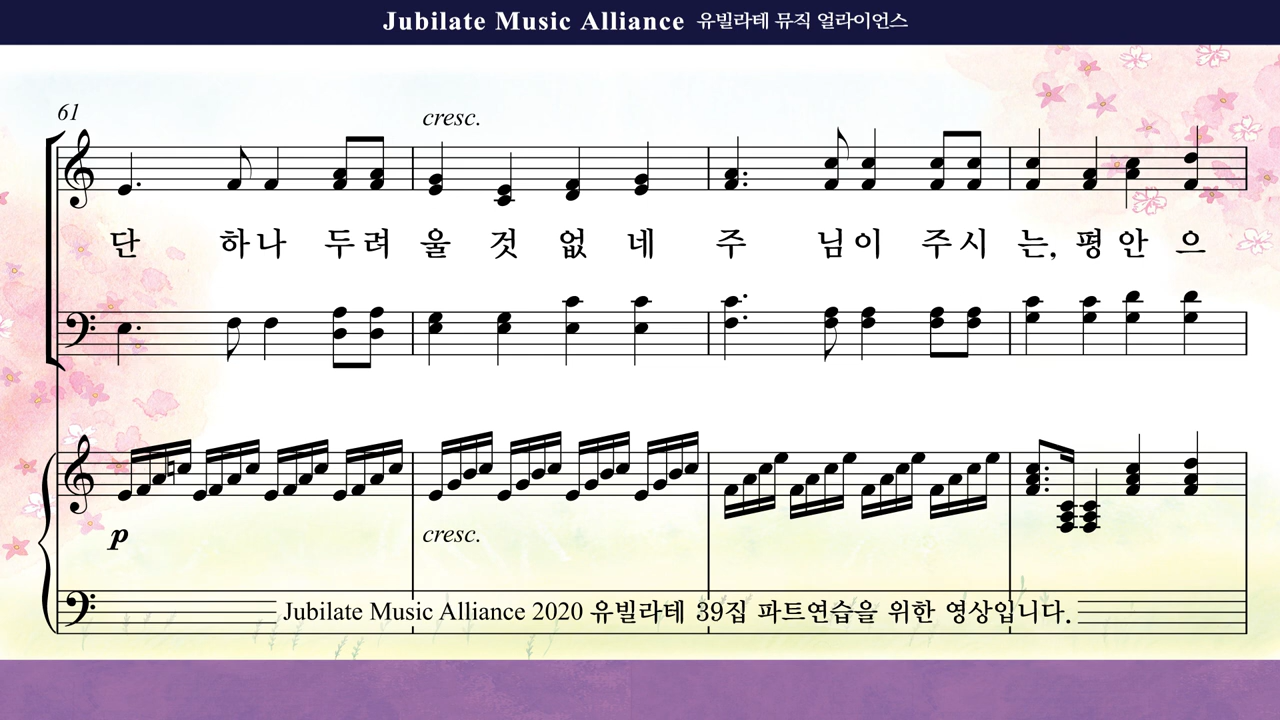 Jubilate Music Alliance 유빌라테 뮤직 얼라이언스
61
cresc.
단 하나 두려울 것 없네 주 님이 주시는, 평안으
p
cresc.
Jubilate Music Alliance 2020 유빌라테 39집 파트연습을 위한 영상입니다.